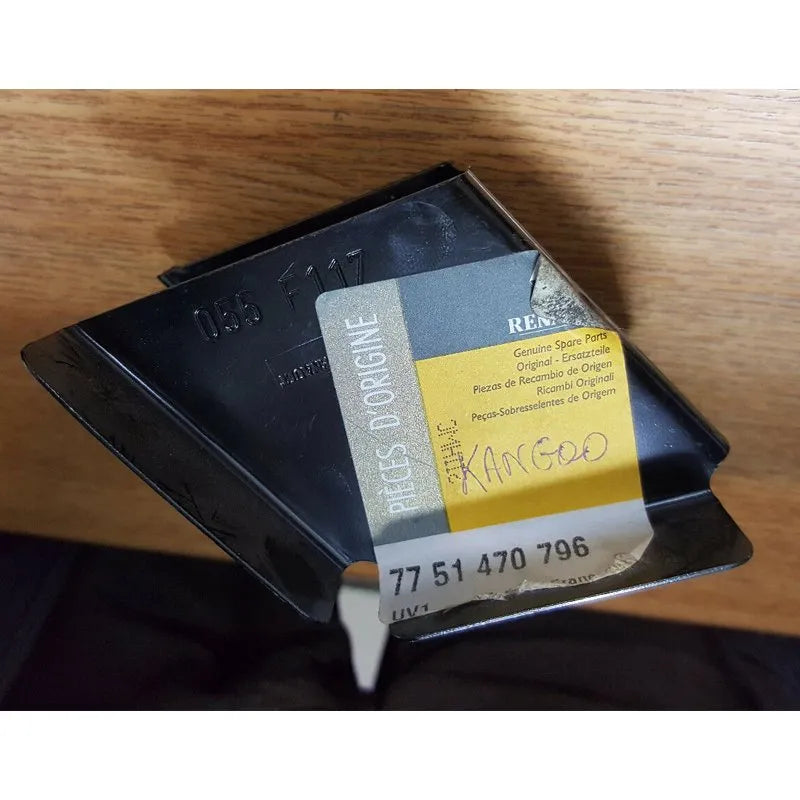 055 F117
PIÈCES D'ORIGINE
Genuine Spare Parts
Original - Ersatzteile
Piezas de Recambio de Origen
Ricambi Originali
Peças-Sobresselentes de Origem
KANGOO
77 51 470 796
UV1